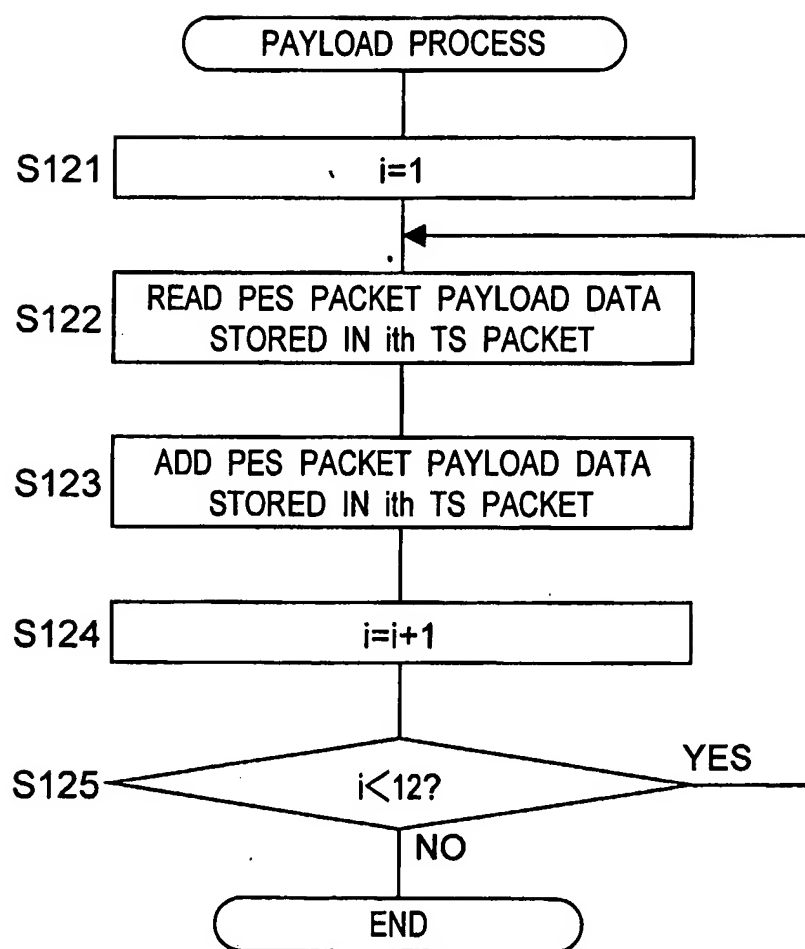 PAYLOAD PROCESS
S121
i=1
S122
READ PES PACKET PAYLOAD DATA
STORED IN ith TS PACKET
S123
ADD PES PACKET PAYLOAD DATA
STORED IN ith TS PACKET
S124
i=i+1
S125
i<12?
YES
NO
END